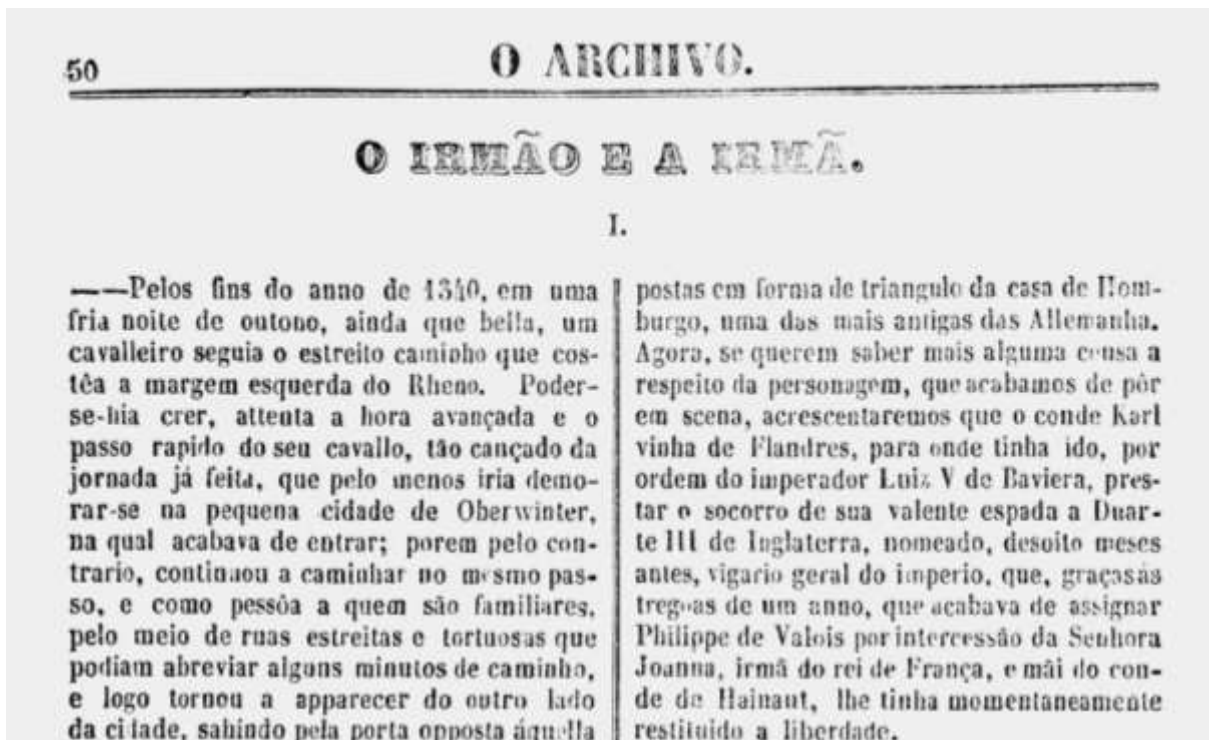 50
O ARCHIVO.
O IRMÃO E A IRMÃ.
I.
——Pelos fins do anno de 1340, em uma
fria noite de outono, ainda que bella, um
cavalleiro seguia o estreito caminho que cos-
têa a margem esquerda do Rheno. Poder-
se-hia crer, attenta a hora avançada e o
passo rapido do seu cavallo, tão cançado da
jornada já feita, que pelo menos iria demo-
rar-se na pequena cidade de Oberwinter,
na qual acabava de entrar; porem pelo con-
trario, continuou a caminhar no mesmo pas-
so, e como pessôa a quem são familiares,
pelo meio de ruas estreitas e tortuosas que
podiam abreviar alguns minutos de caminho,
e logo tornou a apparecer do outro lado
da cidade, sahindo pela porta opposta áquella
postas em forma de triangulo da casa de Hom-
burgo, uma das mais antigas das Allemanha.
Agora, se querem saber mais alguma cousa a
respeito da personagem, que acabamos de pôr
em scena, acrescentaremos que o conde Karl
vinha de Flandres, para onde tinha ido, por
ordem do imperador Luiz V de Baviera, pres-
tar o socorro de sua valente espada a Duar-
te III de Inglaterra, nomeado, desoito meses
antes, vigario geral do imperio, que, graças ás
tregoas de um anno, que acabava de assignar
Philippe de Valois por intercessão da Senhora
Joanna, irmã do rei de França, e mãi do con-
de de Hainaut, lhe tinha momentaneamente
restituido a liberdade.